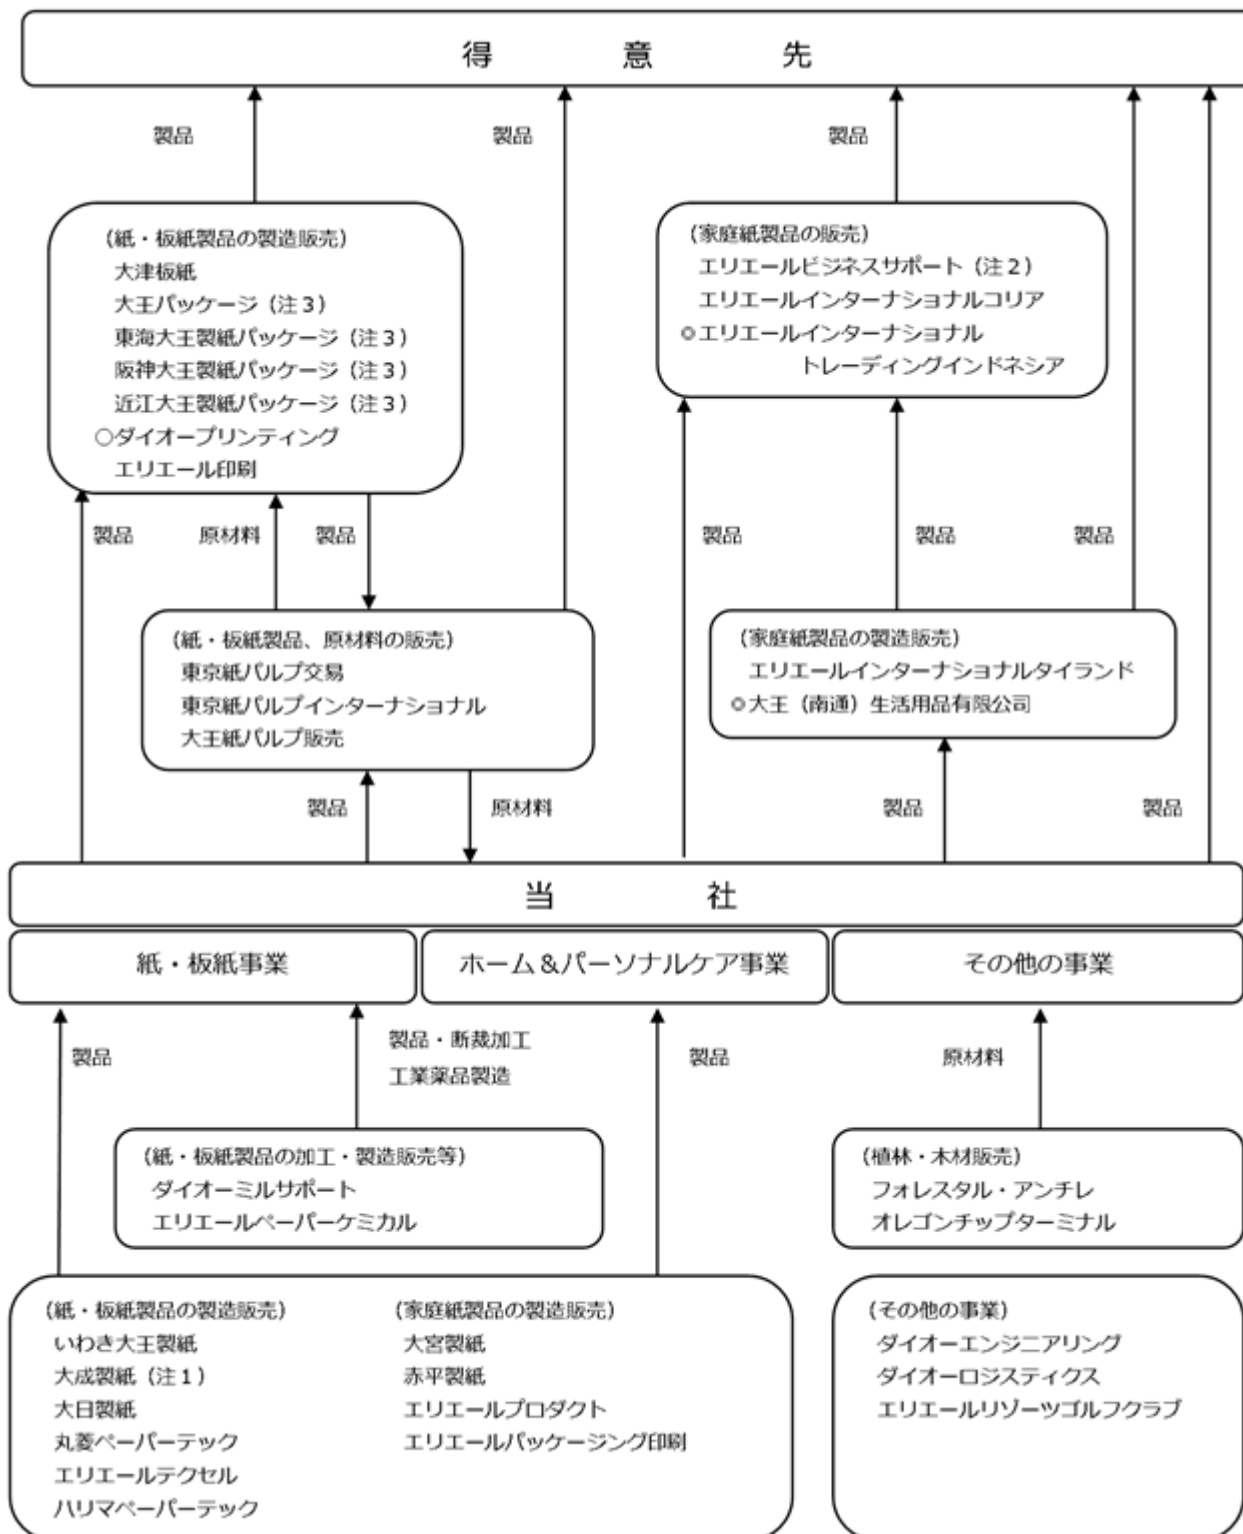 得意先
製品
製品
製品
(紙・板紙製品の製造販売)
大津板紙
大王パッケージ(注3)
東海大王製紙パッケージ(注3)
阪神大王製紙パッケージ(注3)
近江大王製紙パッケージ(注3)
○ダイオープリンティング
エリエール印刷
(家庭紙製品の販売)
エリエールビジネスサポート(注2)
エリエールインターナショナルコリア
◎エリエールインターナショナル
トレーディングインドネシア
製品
原材料
製品
製品
製品
製品
(紙・板紙製品、原材料の販売)
東京紙パルプ交易
東京紙パルプインターナショナル
大王紙パルプ販売
(家庭紙製品の製造販売)
エリエールインターナショナルタイランド
◎大王(南通)生活用品有限公司
製品
原材料
製品
製品
当社
紙・板紙事業
ホーム&パーソナルケア事業
その他の事業
製品
製品・断裁加工
工業薬品製造
製品
原材料
(紙・板紙製品の加工・製造販売等)
ダイオーミルサポート
エリエールペーパーケミカル
(植林・木材販売)
フォレスタル・アンチレ
オレゴンチップターミナル
(紙・板紙製品の製造販売)
いわき大王製紙
大成製紙(注1)
大日製紙
丸菱ペーパーテック
エリエールテクセル
ハリマペーパーテック
(家庭紙製品の製造販売)
大宮製紙
赤平製紙
エリエールプロダクト
エリエールパッケージング印刷
(その他の事業)
ダイオーエンジニアリング
ダイオーロジスティクス
エリエールリゾーツゴルフクラブ